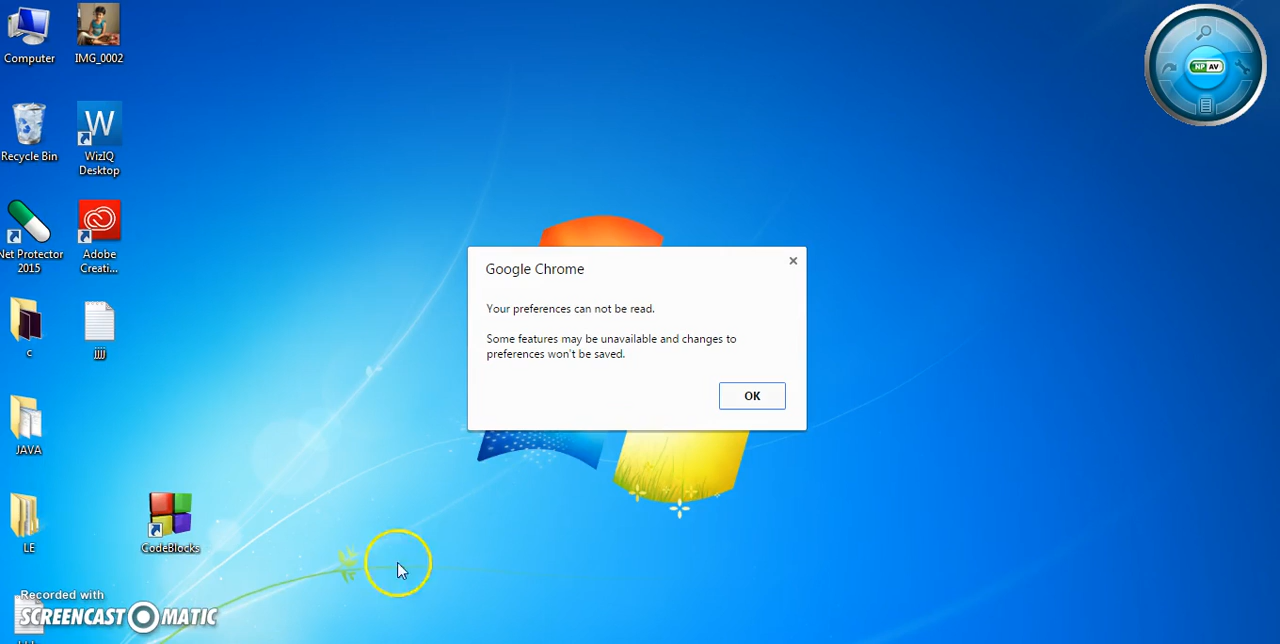 Computer
IMG_0002
NP AV
Recycle Bin
W
WizIQ
Desktop
Net Protector
2015
Adobe
Creati...
c
jjjj
Google Chrome
Your preferences can not be read.
Some features may be unavailable and changes to
preferences won't be saved.
OK
JAVA
LE
CodeBlocks
Recorded with
SCREENCAST-O-MATIC